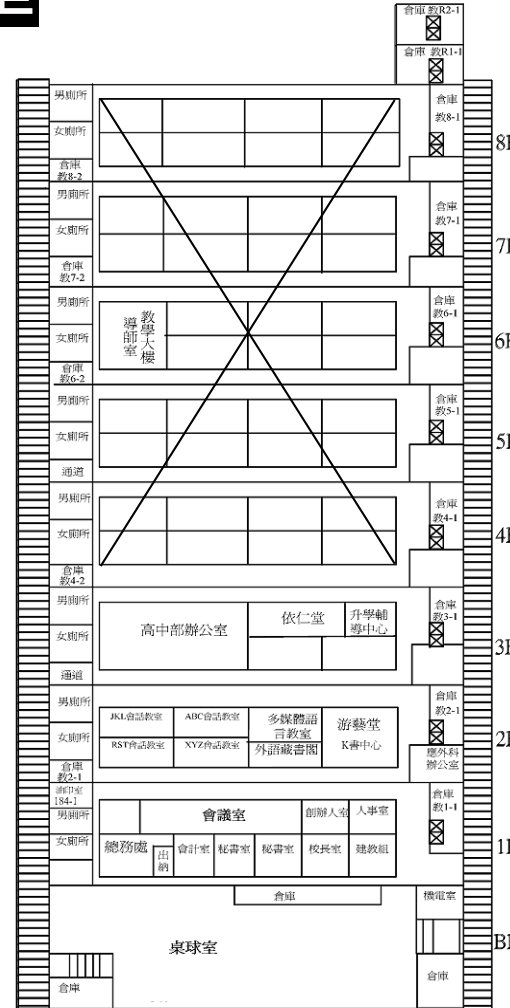 倉庫 教R2-1
倉庫 教R1-1
男廁所
女廁所
倉庫
教8-2
倉庫
教8-1
男廁所
女廁所
倉庫
教7-2
倉庫
教7-1
男廁所
女廁所
倉庫
教6-2
教學大樓
導師室
倉庫
教6-1
男廁所
女廁所
通道
倉庫
教5-1
男廁所
女廁所
倉庫
教4-2
倉庫
教4-1
男廁所
女廁所
通道
高中部辦公室
依仁堂
升學輔
導中心
倉庫
教3-1
男廁所
女廁所
倉庫
教2-1
JKL會話教室
ABC會話教室
多媒體語
言教室
游藝堂
K書中心
RST會話教室
XYZ會話教室
外語藏書閣
倉庫
教2-1
應外科
辦公室
油印室
184-1
男廁所
女廁所
會議室
創辦人室
人事室
總務處
出納
會計室
秘書室
秘書室
校長室
建教組
倉庫
教1-1
倉庫
機電室
桌球室
倉庫
倉庫